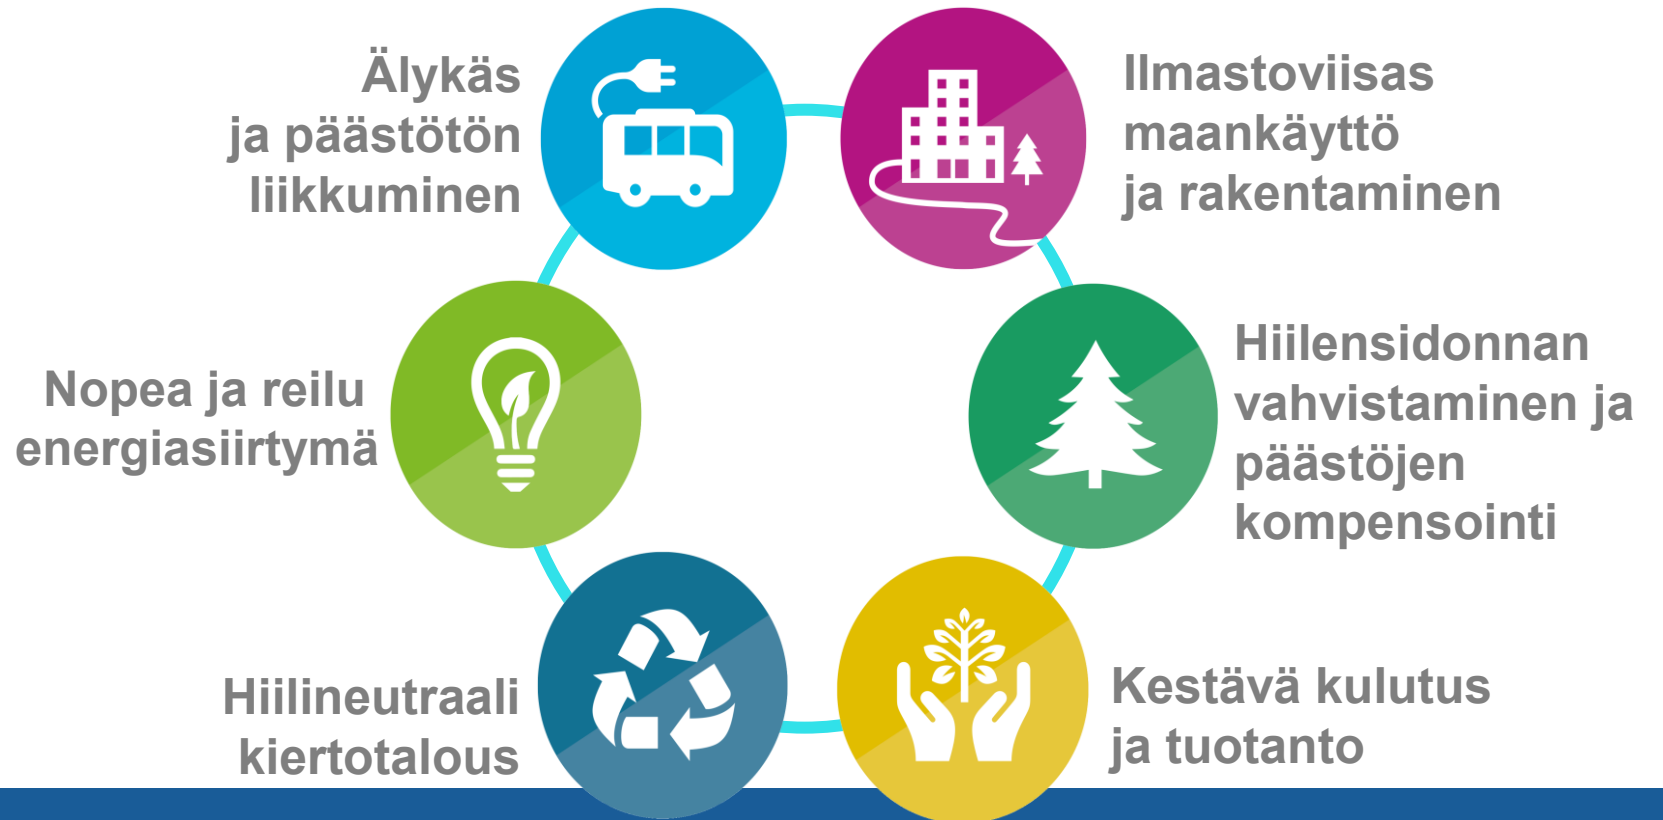 Älykäs
ja päästötön
liikkuminen
Ilmastoviisas
maankäyttö
ja rakentaminen
Nopea ja reilu
energiasiirtymä
Hiilensidonnan
vahvistaminen ja
päästöjen
kompensointi
Hiilineutraali
kiertotalous
Kestävä kulutus
ja tuotanto